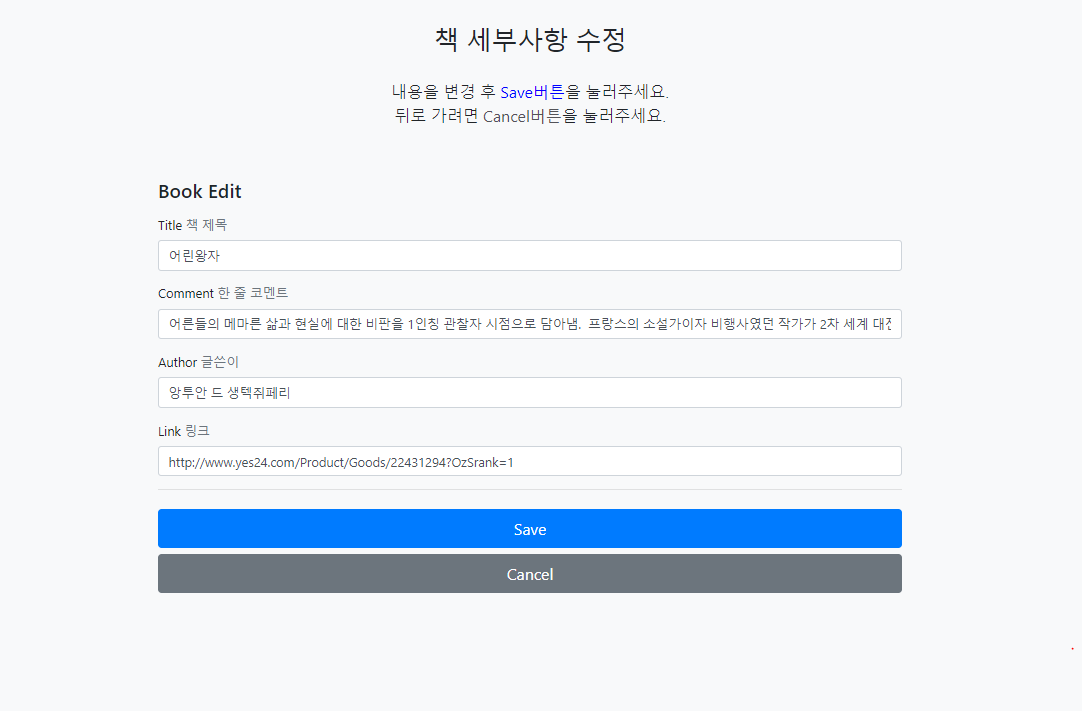 책 세부사항 수정
내용을 변경 후 Save버튼을 눌러주세요.
뒤로 가려면 Cancel버튼을 눌러주세요.
Book Edit
Title 책 제목
어린왕자
Comment 한 줄 코멘트
어른들의 메마른 삶과 현실에 대한 비판을 1인칭 관찰자 시점으로 담아냄. 프랑스의 소설가이자 비행사였던 작가가 2차 세계 대전
Author 글쓴이
앙투안 드 생텍쥐페리
Link 링크
http://www.yes24.com/Product/Goods/22431294?OzSrank=1
Save
Cancel